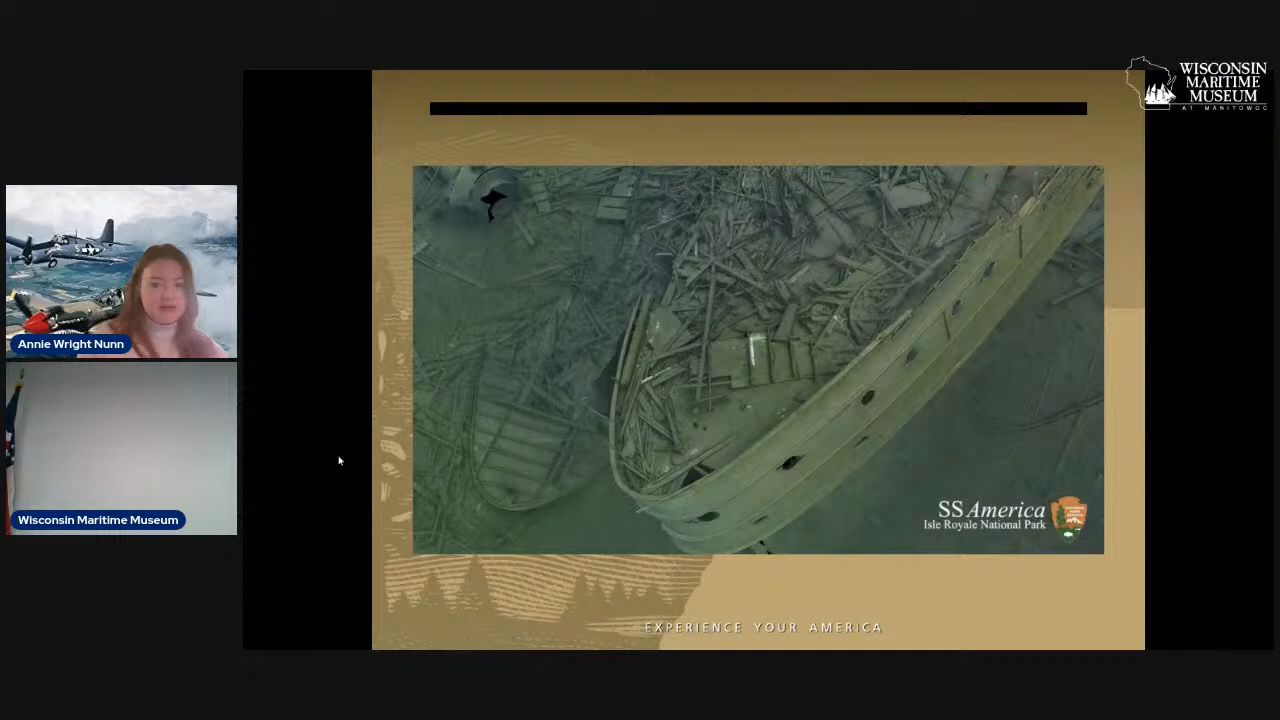 WISCONSIN
MARITIME
MUSEUM
AT MANITOWOC
Annie Wright Nunn
Wisconsin Maritime Museum
SS America
Isle Royale National Park
EXPERIENCE YOUR AMERICA